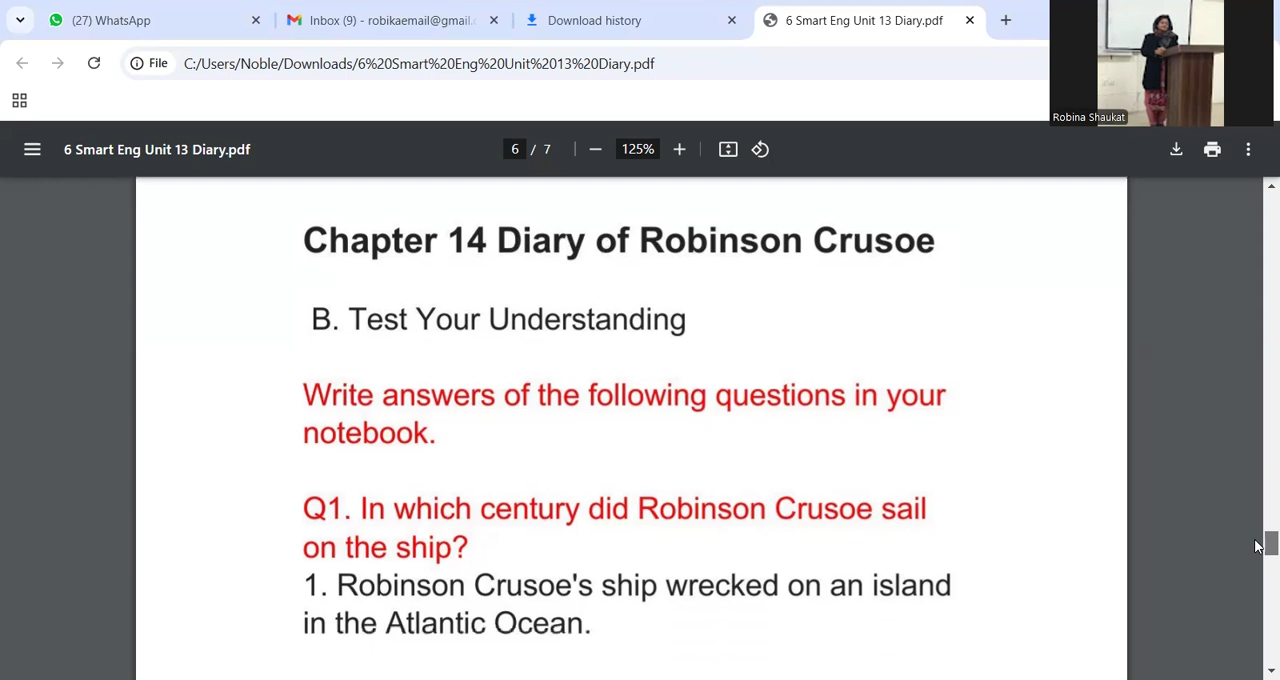 (27) WhatsApp
Inbox (9) - robikaemail@gmail.
Download history
6 Smart Eng Unit 13 Diary.pdf
File
C:/Users/Noble/Downloads/6%20Smart%20Eng%20Unit%2013%20Diary.pdf
Robina Shaukat
6 Smart Eng Unit 13 Diary.pdf
6 / 7
125%
Chapter 14 Diary of Robinson Crusoe
B. Test Your Understanding
Write answers of the following questions in your
notebook.
Q1. In which century did Robinson Crusoe sail
on the ship?
1. Robinson Crusoe's ship wrecked on an island
in the Atlantic Ocean.